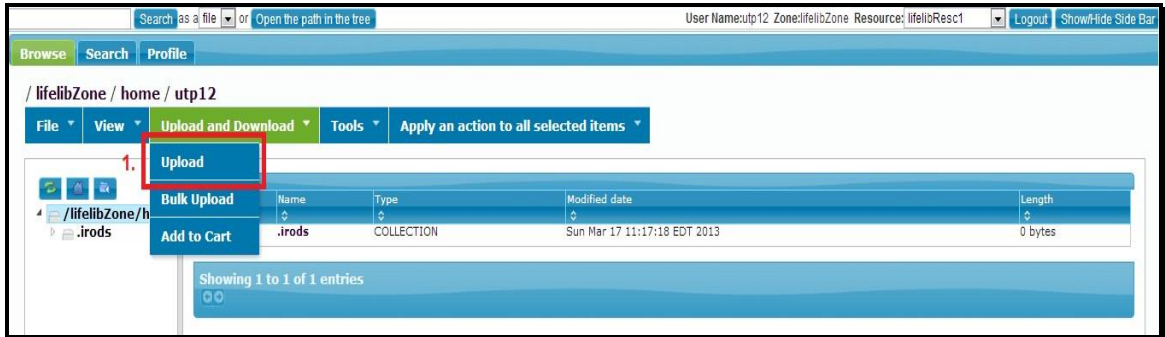 Search as a file or Open the path in the tree User Name:utp12 Zone:lifelibZone Resource: lifelibResc1 Logout Show/Hide Side Bar
Browse Search Profile
/ lifelibZone / home / utp12
File View Upload and Download Tools Apply an action to all selected items
1. Upload
Bulk Upload Name Type Modified date Length
/lifelibZone/h
.irods Add to Cart .irods COLLECTION Sun Mar 17 11:17:18 EDT 2013 0 bytes
Showing 1 to 1 of 1 entries